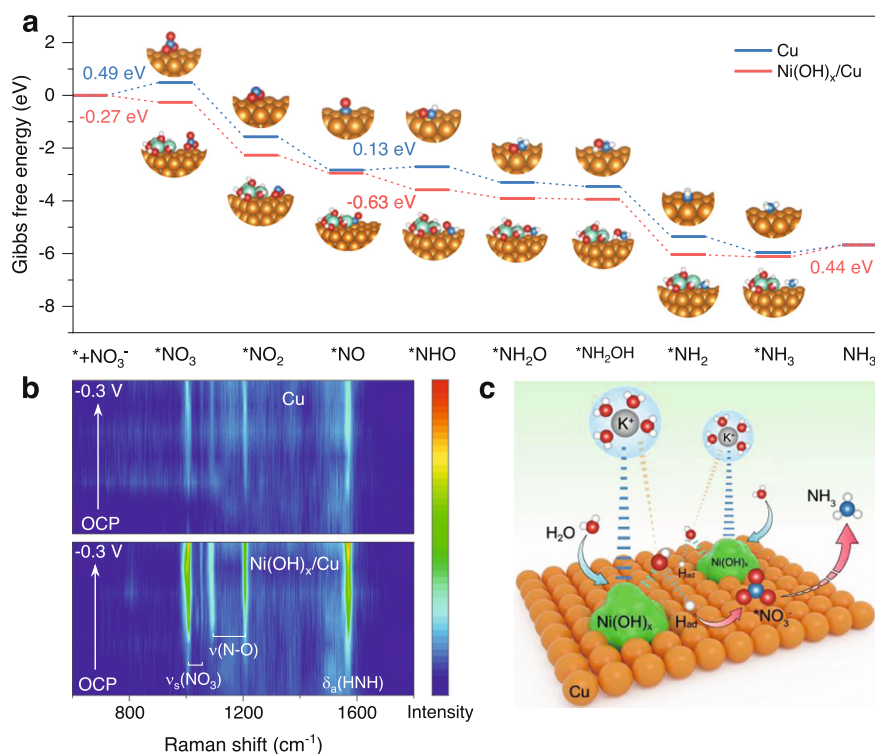 a
2
0
-2
-4
-6
-8
Gibbs free energy (eV)
Cu
Ni(OH)ₓ/Cu
0.49 eV
-0.27 eV
0.13 eV
-0.63 eV
0.44 eV
*+NO₃⁻ *NO₃ *NO₂ *NO *NHO *NH₂O *NH₂OH *NH₂ *NH₃ NH₃
b
-0.3 V
Cu
OCP
-0.3 V
Ni(OH)ₓ/Cu
ν(N-O)
OCP
νₛ(NO₃)
δₐ(HNH)
Intensity
800 1200 1600
Raman shift (cm⁻¹)
c
K⁺
K⁺
NH₃
H₂O
Ni(OH)ₓ
Had
*NO₃⁻
Ni(OH)ₓ
Had
Cu